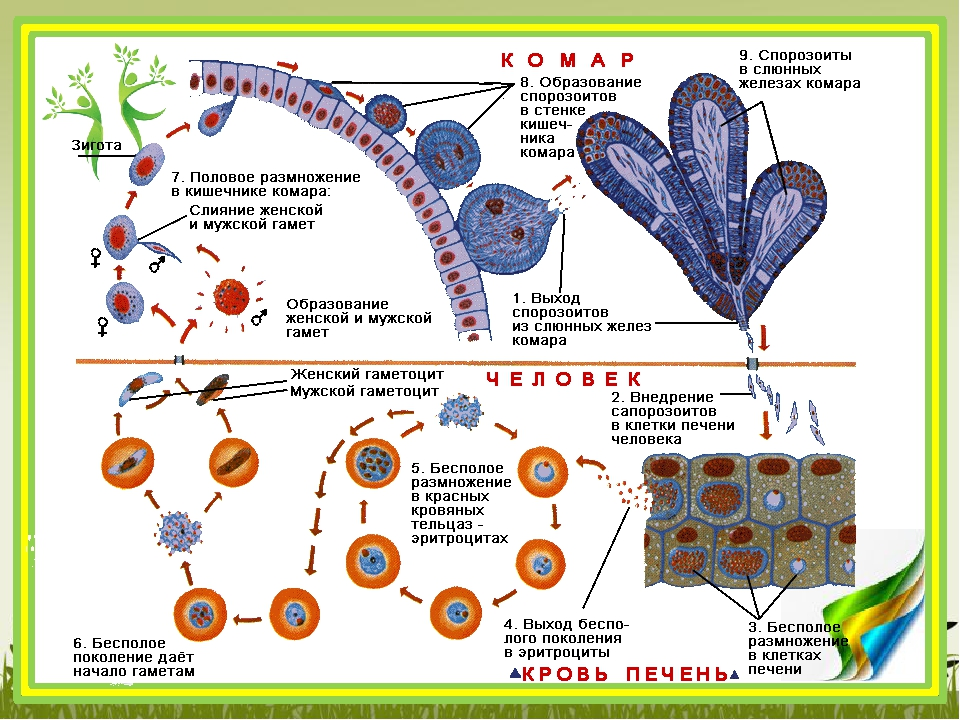 К О М А Р
9. Спорозоиты
в слюнных
железах комара
8. Образование
спорозоитов
в стенке
кишеч-
ника
комара
Зигота
7. Половое размножение
в кишечнике комара:
Слияние женской
и мужской гамет
♀
♂
♀
♂
Образование
женской и мужской
гамет
1. Выход
спорозоитов
из слюнных желез
комара
Женский гаметоцит
Мужской гаметоцит
Ч Е Л О В Е К
2. Внедрение
сапорозоитов
в клетки печени
человека
5. Бесполое
размножение
в красных
кровяных
тельцаз -
эритроцитах
4. Выход беспо-
лого поколения
в эритроциты
3. Бесполое
размножение
в клетках
печени
6. Бесполое
поколение даёт
начало гаметам
КРОВЬ ПЕЧЕНЬ